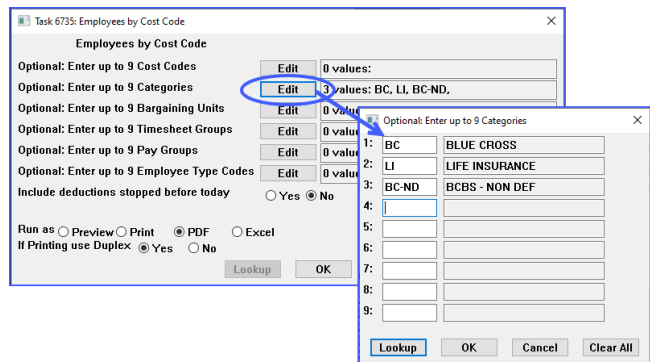 Task 6735: Employees by Cost Code
Employees by Cost Code
Optional: Enter up to 9 Cost Codes Edit 0 values:
Optional: Enter up to 9 Categories Edit 3 values: BC, LI, BC-ND,
Optional: Enter up to 9 Bargaining Units Edit 0
Optional: Enter up to 9 Timesheet Groups Edit 0
Optional: Enter up to 9 Pay Groups Edit 0
Optional: Enter up to 9 Employee Type Codes Edit 0
Include deductions stopped before today Yes No
Run as Preview Print PDF Excel
If Printing use Duplex Yes No
Lookup OK
Optional: Enter up to 9 Categories
1: BC BLUE CROSS
2: LI LIFE INSURANCE
3: BC-ND BCBS - NON DEF
4:
5:
6:
7:
8:
9:
Lookup OK Cancel Clear All